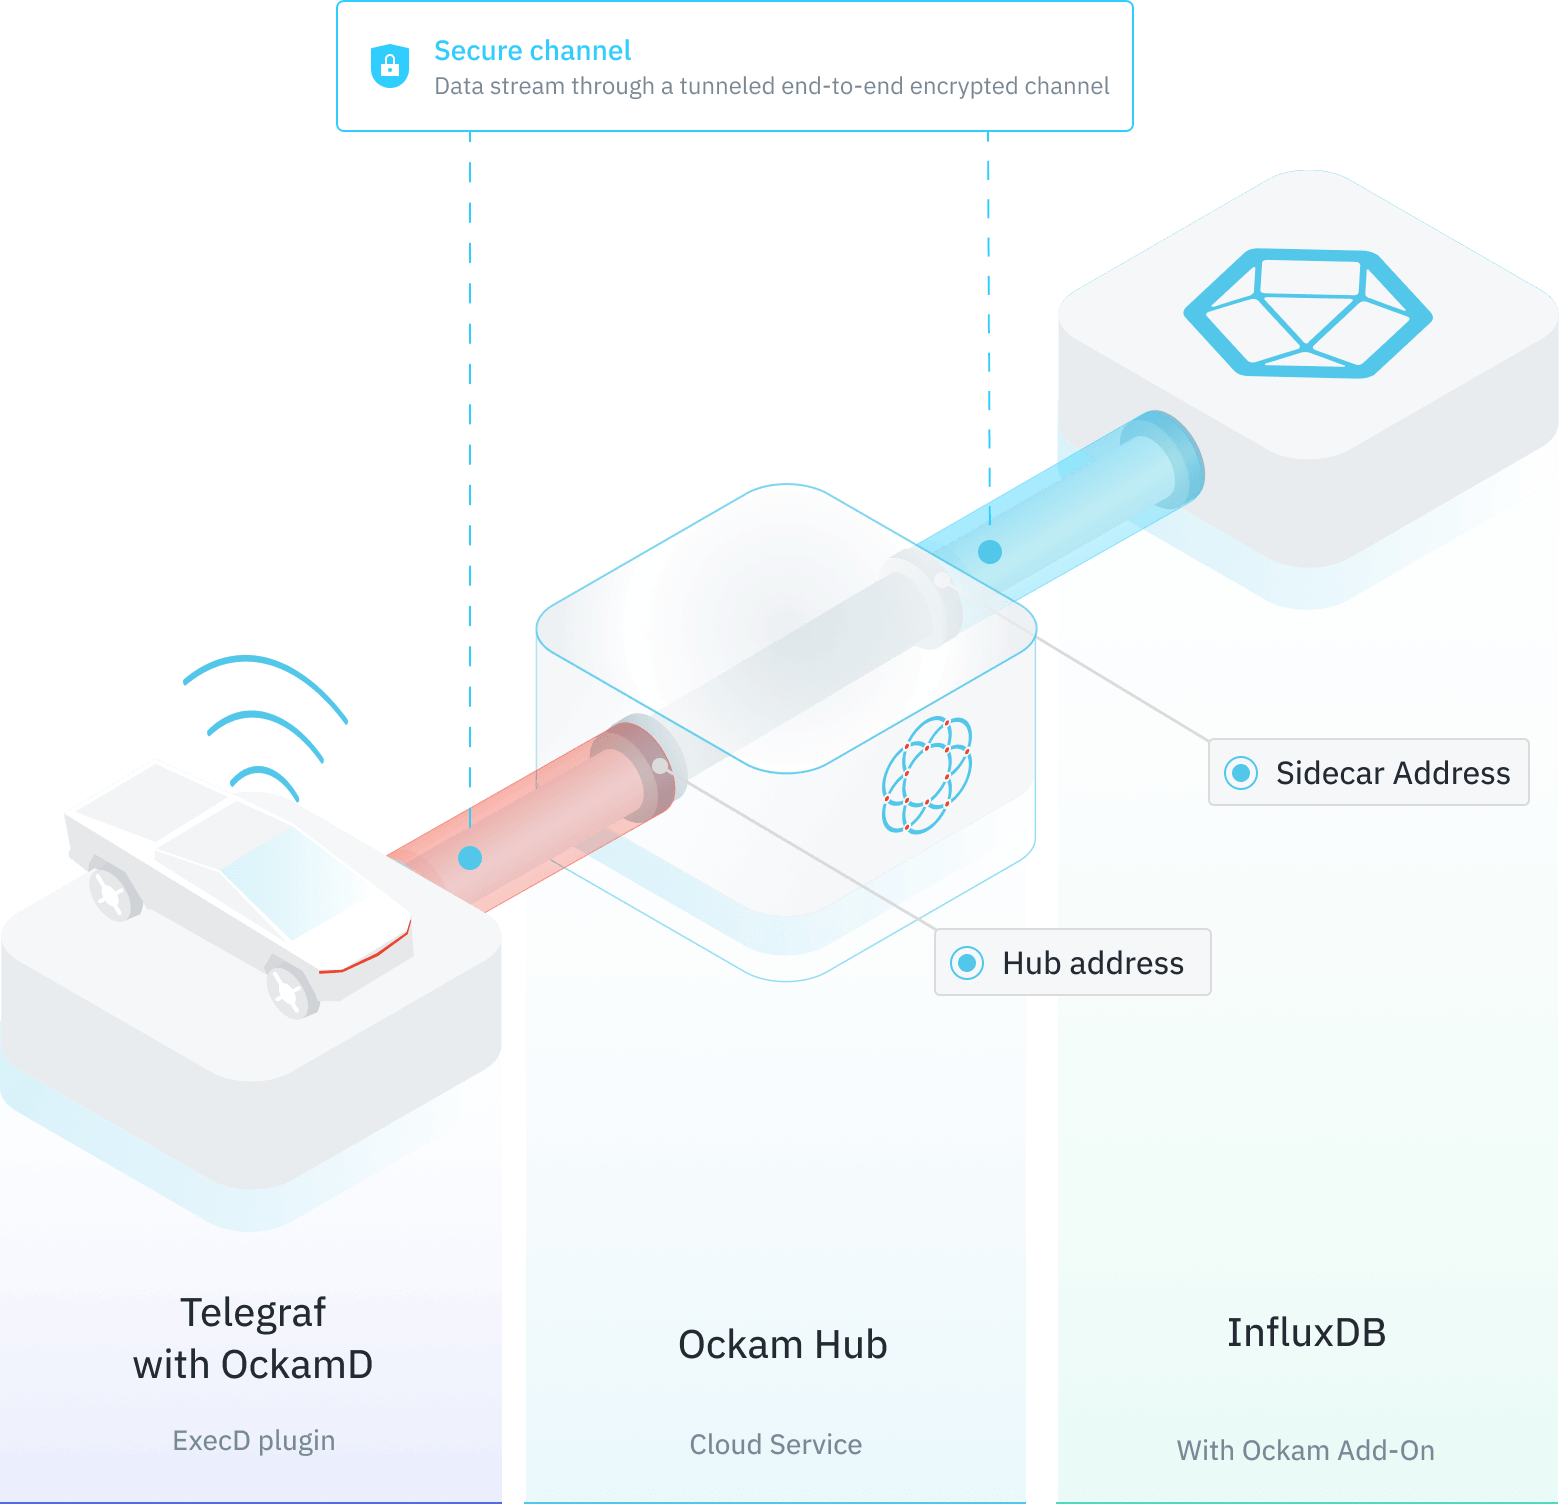 Secure channel
Data stream through a tunneled end-to-end encrypted channel
Sidecar Address
Hub address
Telegraf
with OckamD
ExecD plugin
Ockam Hub
Cloud Service
InfluxDB
With Ockam Add-On